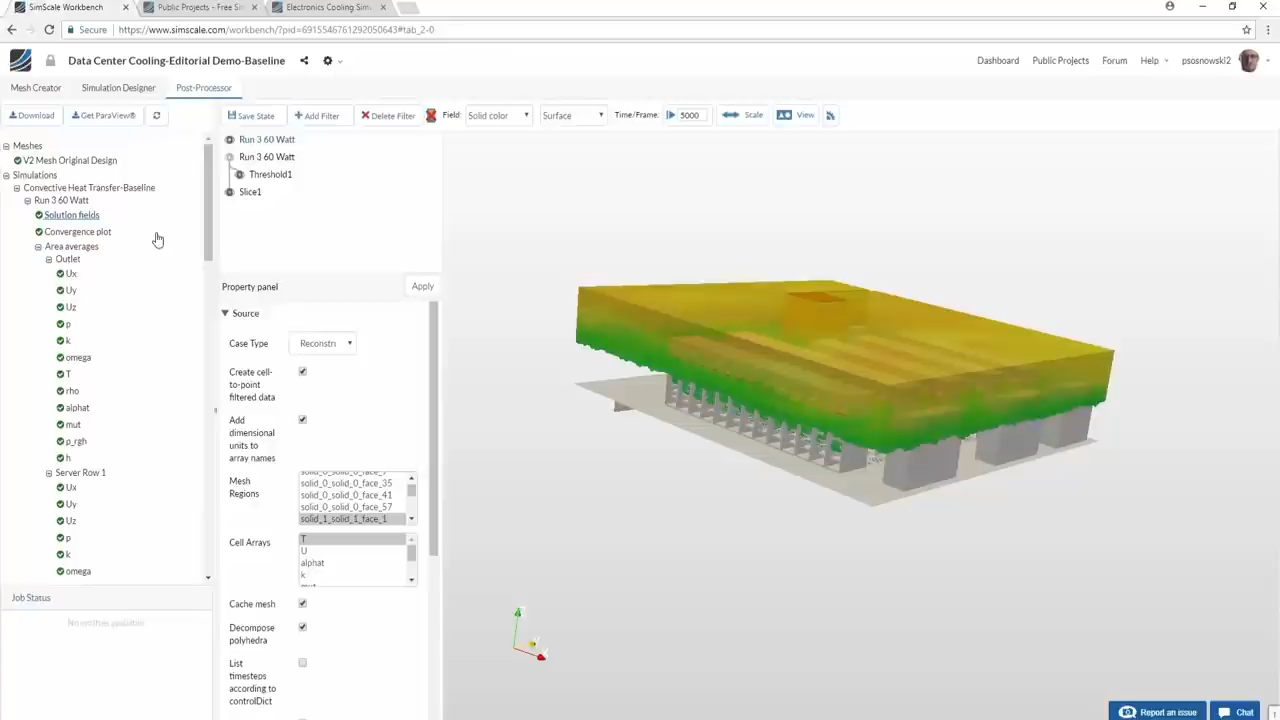 SimScale Workbench
Public Projects - Free Si
Electronics Cooling Sim
Secure
https://www.simscale.com/workbench/?pid=6915546761292050643#tab_2-0
Data Center Cooling-Editorial Demo-Baseline
Dashboard
Public Projects
Forum
Help
psosnowski2
Mesh Creator
Simulation Designer
Post-Processor
Download
Get ParaView®
Save State
Add Filter
Delete Filter
Field:
Solid color
Surface
Time/Frame:
5000
Scale
View
Meshes
V2 Mesh Original Design
Simulations
Convective Heat Transfer-Baseline
Run 3 60 Watt
Solution fields
Convergence plot
Area averages
Outlet
Ux
Uy
Uz
p
k
omega
T
rho
alphat
mut
p_rgh
h
Server Row 1
Ux
Uy
Uz
p
k
omega
Job Status
Run 3 60 Watt
Run 3 60 Watt
Threshold1
Slice1
Property panel
Apply
Source
Case Type
Reconstr
Create cell-
to-point
filtered data
Add
dimensional
units to
array names
Mesh
Regions
solid_0_solid_0_face_35
solid_0_solid_0_face_41
solid_0_solid_0_face_57
solid_1_solid_1_face_1
Cell Arrays
T
U
alphat
k
Cache mesh
Decompose
polyhedra
List
timesteps
according to
controlDict
Report an issue
Chat